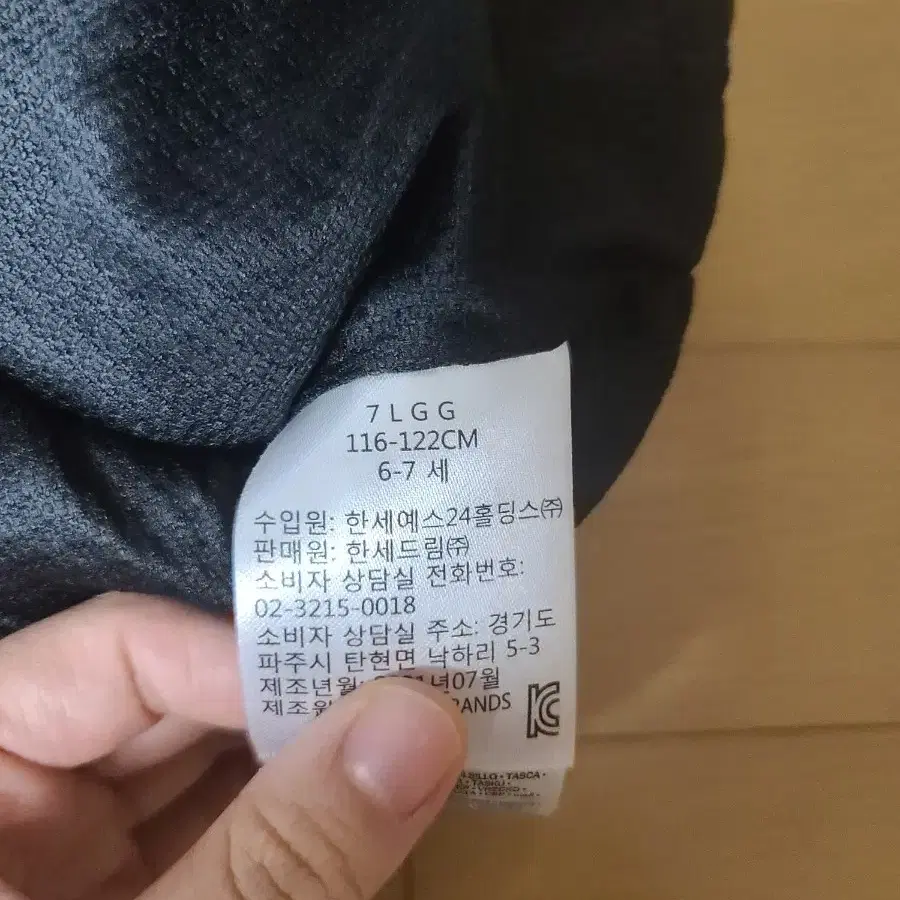 7 L G G
116-122CM
6-7 세
수입원: 한세예스24홀딩스㈜
판매원: 한세드림㈜
소비자 상담실 전화번호:
02-3215-0018
소비자 상담실 주소: 경기도
파주시 탄현면 낙하리 5-3
제조년월: 년07월
제조원
KC
TASCA